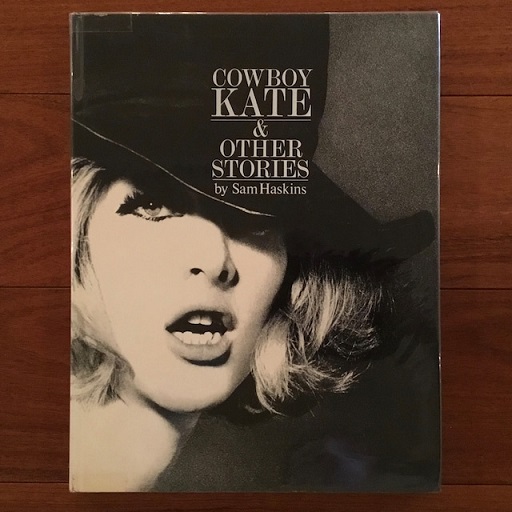 COWBOY
KATE
&
OTHER
STORIES
by Sam Haskins